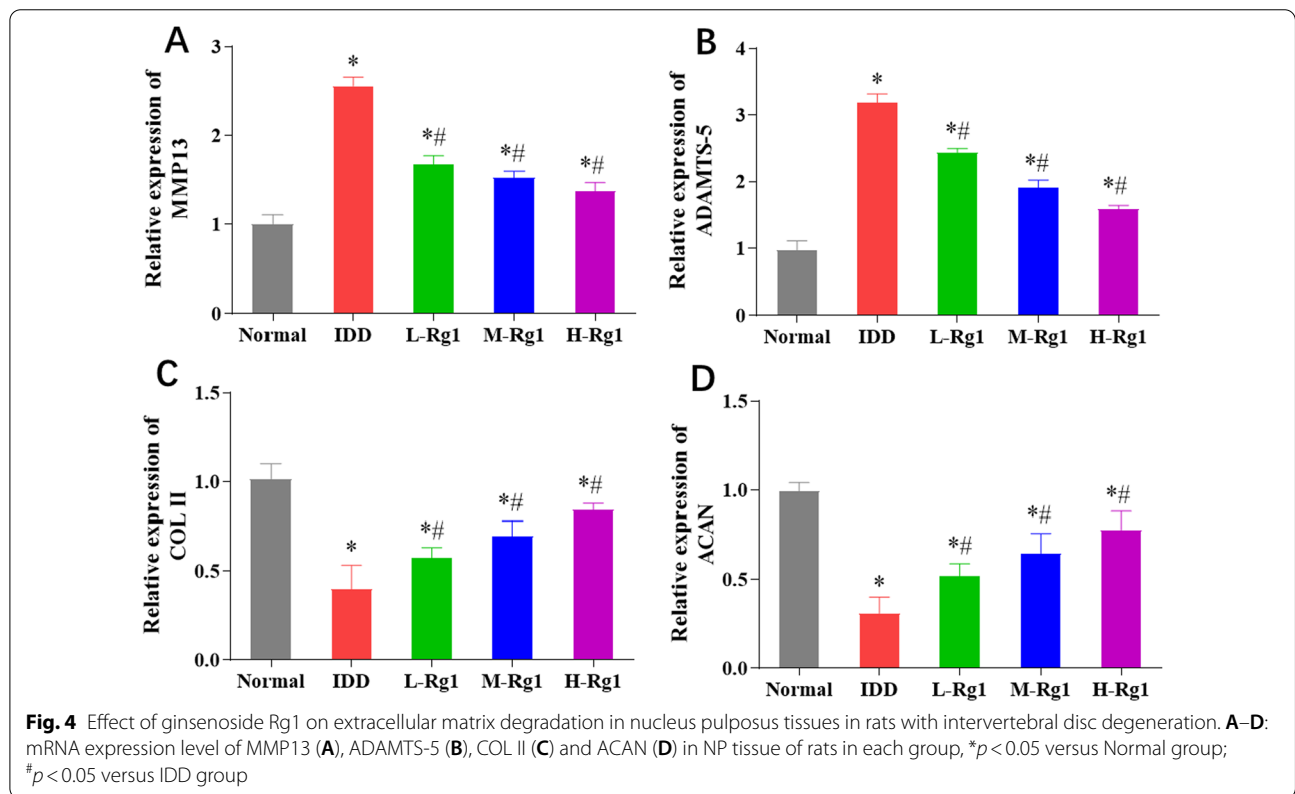 A
Relative expression of
MMP13
3
2
1
0
*
*#
*#
*#
Normal IDD L-Rg1 M-Rg1 H-Rg1
B
Relative expression of
ADAMTS-5
4
3
2
1
0
*
*#
*#
*#
Normal IDD L-Rg1 M-Rg1 H-Rg1
C
Relative expression of
COL II
1.5
1.0
0.5
0.0
*
*#
*#
*#
Normal IDD L-Rg1 M-Rg1 H-Rg1
D
Relative expression of
ACAN
1.5
1.0
0.5
0.0
*
*#
*#
*#
Normal IDD L-Rg1 M-Rg1 H-Rg1
Fig. 4 Effect of ginsenoside Rg1 on extracellular matrix degradation in nucleus pulposus tissues in rats with intervertebral disc degeneration. A–D:
mRNA expression level of MMP13 (A), ADAMTS-5 (B), COL II (C) and ACAN (D) in NP tissue of rats in each group, *p < 0.05 versus Normal group;
#p < 0.05 versus IDD group